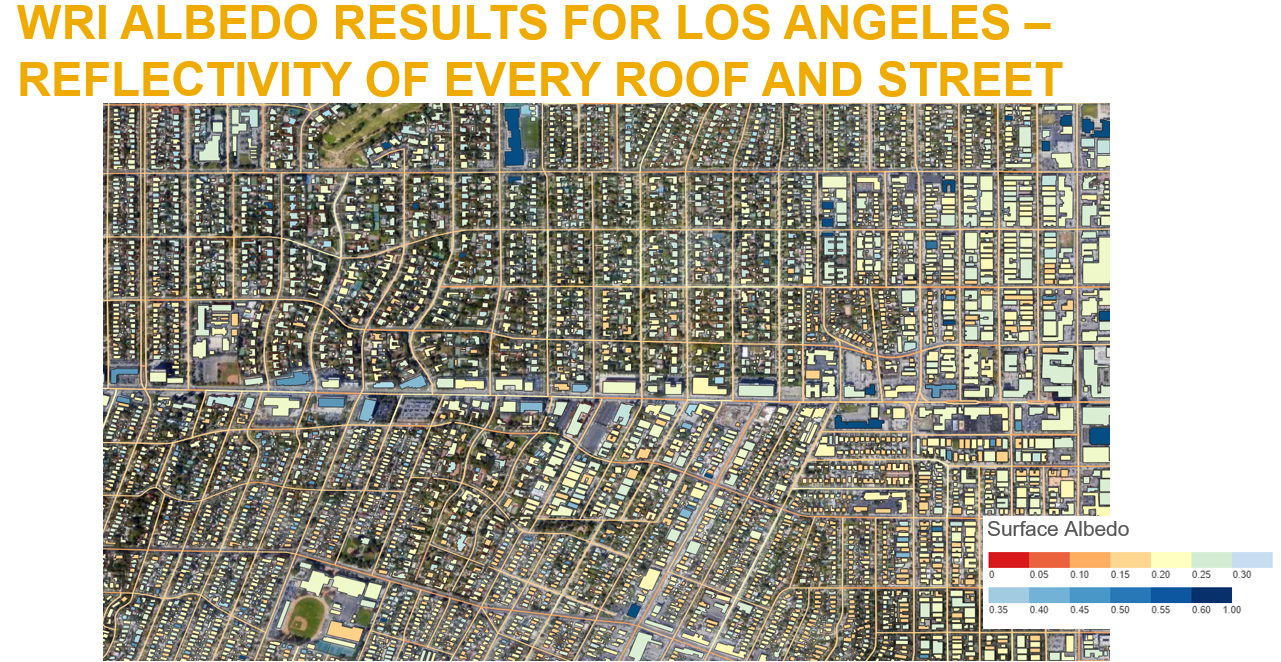 WRI ALBEDO RESULTS FOR LOS ANGELES –
REFLECTIVITY OF EVERY ROOF AND STREET
Surface Albedo
0 0.05 0.10 0.15 0.20 0.25 0.30
0.35 0.40 0.45 0.50 0.55 0.60 1.00